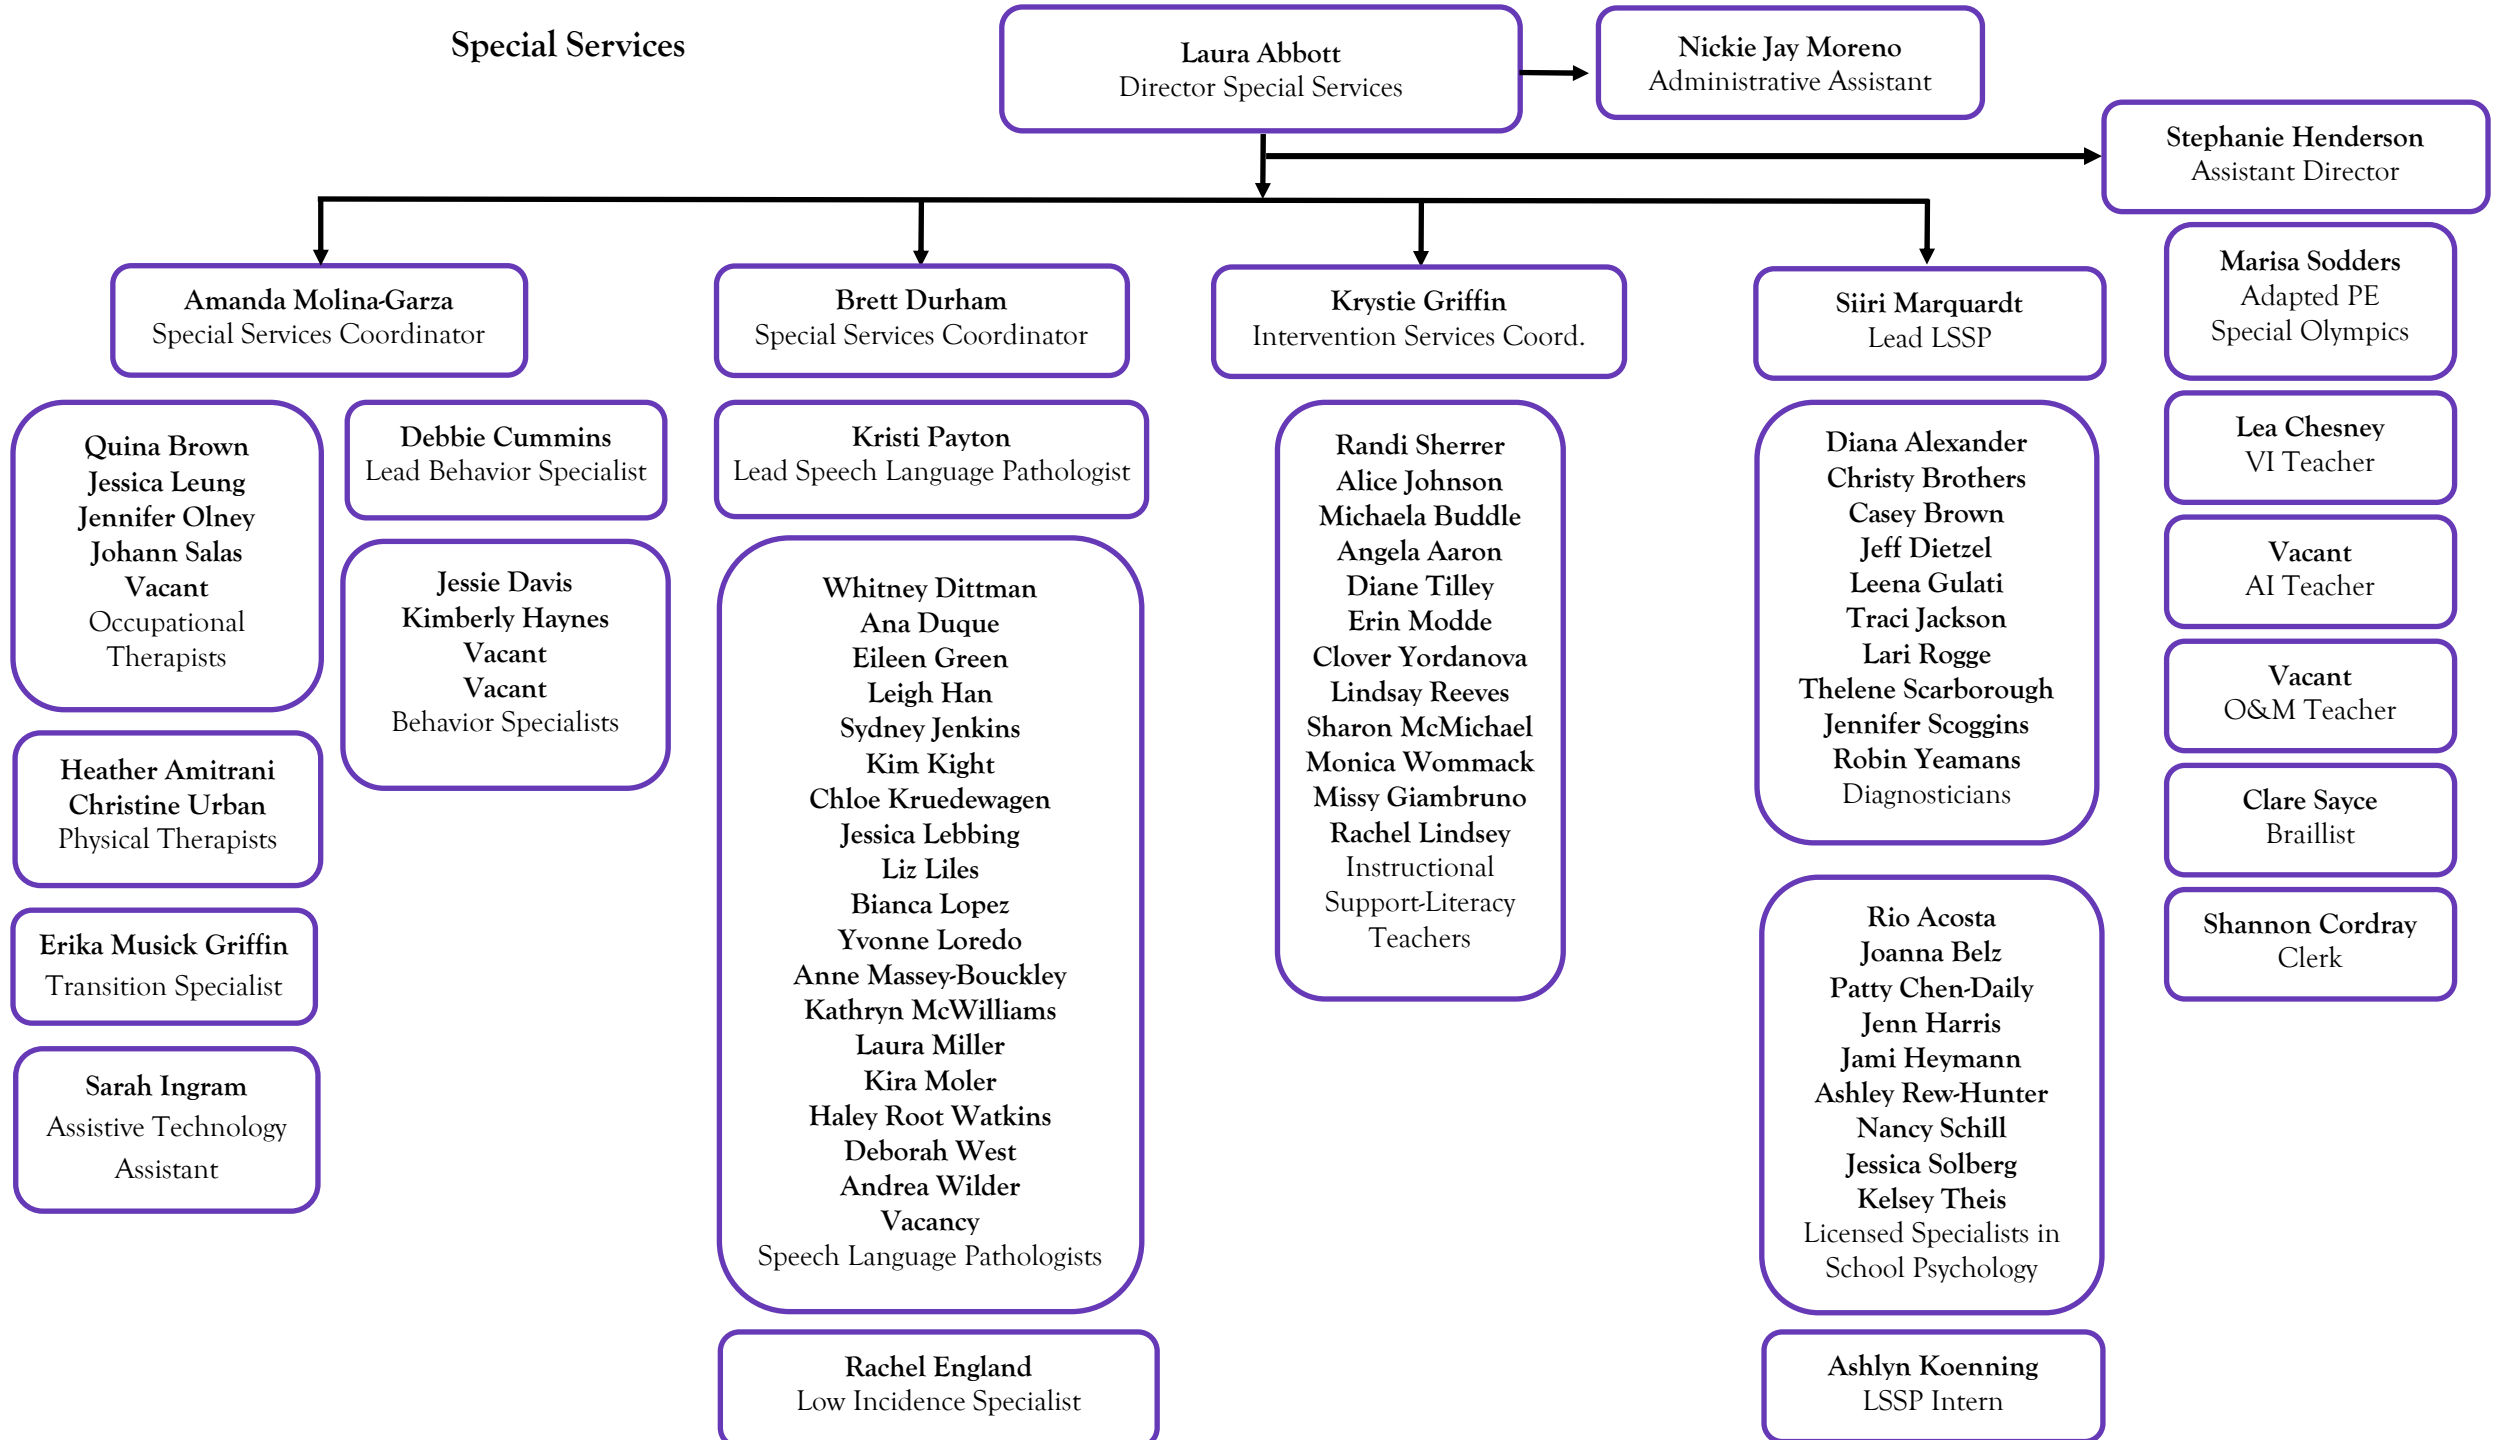 Special Services
Laura Abbott
Director Special Services
Nickie Jay Moreno
Administrative Assistant
Stephanie Henderson
Assistant Director
Amanda Molina-Garza
Special Services Coordinator
Quina Brown
Jessica Leung
Jennifer Olney
Johann Salas
Vacant
Occupational
Therapists
Heather Amitrani
Christine Urban
Physical Therapists
Erika Musick Griffin
Transition Specialist
Sarah Ingram
Assistive Technology
Assistant
Debbie Cummins
Lead Behavior Specialist
Jessie Davis
Kimberly Haynes
Vacant
Vacant
Behavior Specialists
Brett Durham
Special Services Coordinator
Kristi Payton
Lead Speech Language Pathologist
Whitney Dittman
Ana Duque
Eileen Green
Leigh Han
Sydney Jenkins
Kim Kight
Chloe Kruedewagen
Jessica Lebbing
Liz Liles
Bianca Lopez
Yvonne Loredo
Anne Massey-Bouckley
Kathryn McWilliams
Laura Miller
Kira Moler
Haley Root Watkins
Deborah West
Andrea Wilder
Vacancy
Speech Language Pathologists
Rachel England
Low Incidence Specialist
Krystie Griffin
Intervention Services Coord.
Randi Sherrer
Alice Johnson
Michaela Buddle
Angela Aaron
Diane Tilley
Erin Modde
Clover Yordanova
Lindsay Reeves
Sharon McMichael
Monica Wommack
Missy Giambruno
Rachel Lindsey
Instructional
Support-Literacy
Teachers
Siiri Marquardt
Lead LSSP
Diana Alexander
Christy Brothers
Casey Brown
Jeff Dietzel
Leena Gulati
Traci Jackson
Lari Rogge
Thelene Scarborough
Jennifer Scoggins
Robin Yeamans
Diagnosticians
Rio Acosta
Joanna Belz
Patty Chen-Daily
Jenn Harris
Jami Heymann
Ashley Rew-Hunter
Nancy Schill
Jessica Solberg
Kelsey Theis
Licensed Specialists in
School Psychology
Ashlyn Koenning
LSSP Intern
Marisa Sodders
Adapted PE
Special Olympics
Lea Chesney
VI Teacher
Vacant
AI Teacher
Vacant
O&M Teacher
Clare Sayce
Braillist
Shannon Cordray
Clerk